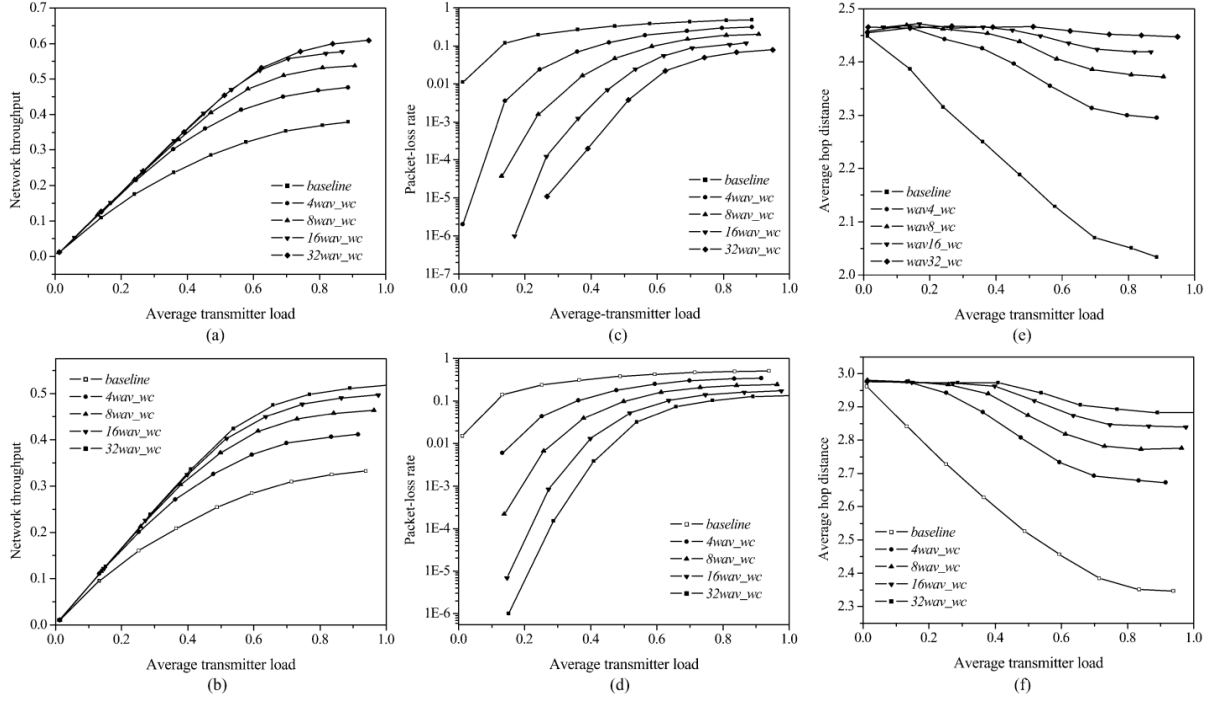 Network throughput
0.7
0.6
0.5
0.4
0.3
0.2
0.1
0.0
baseline
4wav_wc
8wav_wc
16wav_wc
32wav_wc
0.0 0.2 0.4 0.6 0.8 1.0
Average transmitter load
(a)
Packet-loss rate
1
0.1
0.01
1E-3
1E-4
1E-5
1E-6
1E-7
baseline
4wav_wc
8wav_wc
16wav_wc
32wav_wc
0.0 0.2 0.4 0.6 0.8 1.0
Average-transmitter load
(c)
Average hop distance
2.5
2.4
2.3
2.2
2.1
2.0
baseline
wav4_wc
wav8_wc
wav16_wc
wav32_wc
0.0 0.2 0.4 0.6 0.8 1.0
Average transmitter load
(e)
Network throughput
0.5
0.4
0.3
0.2
0.1
0.0
baseline
4wav_wc
8wav_wc
16wav_wc
32wav_wc
0.0 0.2 0.4 0.6 0.8 1.0
Average transmitter load
(b)
Packet-loss rate
1
0.1
0.01
1E-3
1E-4
1E-5
1E-6
baseline
4wav_wc
8wav_wc
16wav_wc
32wav_wc
0.0 0.2 0.4 0.6 0.8 1.0
Average transmitter load
(d)
Average hop distance
3.0
2.9
2.8
2.7
2.6
2.5
2.4
2.3
baseline
4wav_wc
8wav_wc
16wav_wc
32wav_wc
0.0 0.2 0.4 0.6 0.8 1.0
Average transmitter load
(f)